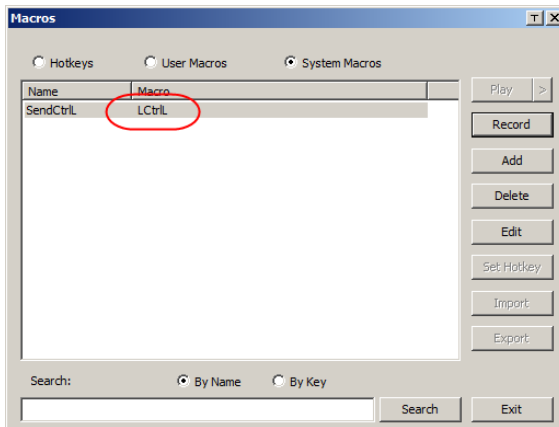 Macros
Hotkeys User Macros System Macros
Name Macro
SendCtrlL LCtrlL
Play >
Record
Add
Delete
Edit
Set Hotkey
Import
Export
Search: By Name By Key
Search Exit